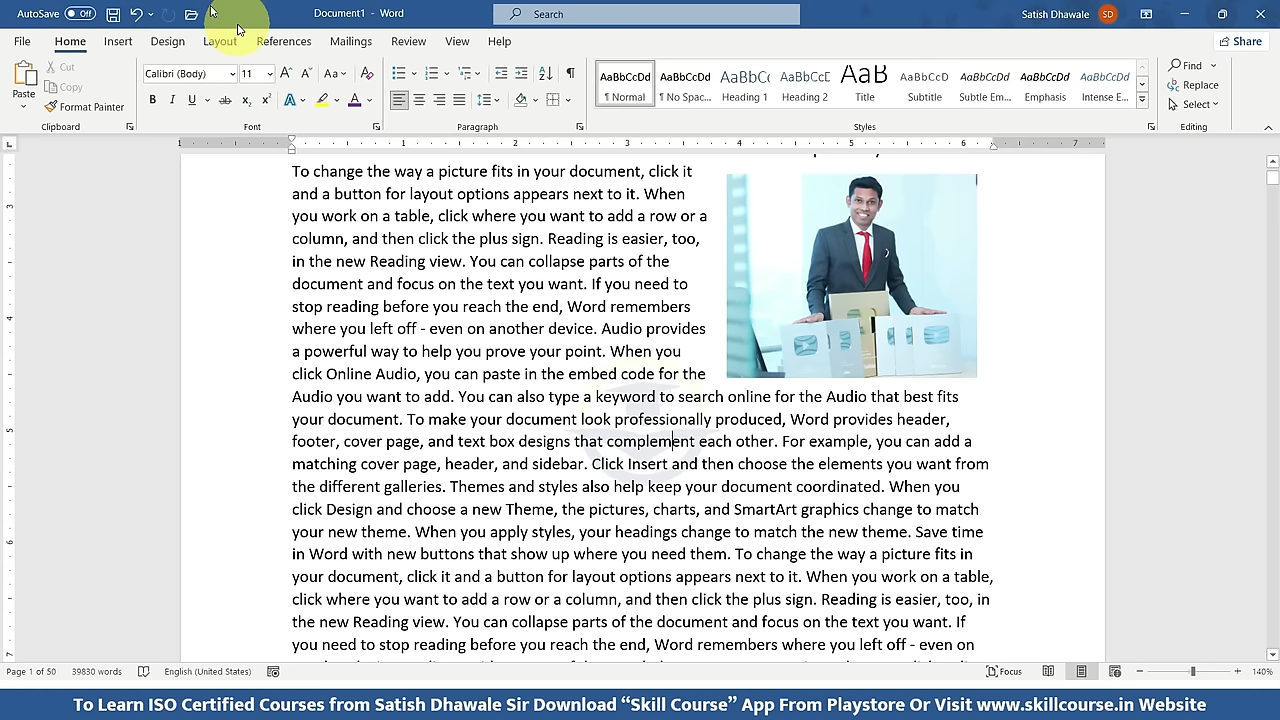 AutoSave Off Document1 - Word Search Satish Dhawale SD
File Home Insert Design Layout References Mailings Review View Help Share
Paste Cut Copy Format Painter
Calibri (Body) 11
AaBbCcDd AaBbCcDd AaBbCc AaBbCcE AaB AaBbCcD AaBbCcDd AaBbCcDd AaBbCcDd
¶ Normal ¶ No Spac... Heading 1 Heading 2 Title Subtitle Subtle Em... Emphasis Intense E...
Find
Replace
Select
Clipboard Font Paragraph Styles Editing
1 1 2 3 4 5 6 7
To change the way a picture fits in your document, click it
and a button for layout options appears next to it. When
you work on a table, click where you want to add a row or a
column, and then click the plus sign. Reading is easier, too,
in the new Reading view. You can collapse parts of the
document and focus on the text you want. If you need to
stop reading before you reach the end, Word remembers
where you left off - even on another device. Audio provides
a powerful way to help you prove your point. When you
click Online Audio, you can paste in the embed code for the
Audio you want to add. You can also type a keyword to search online for the Audio that best fits
your document. To make your document look professionally produced, Word provides header,
footer, cover page, and text box designs that complement each other. For example, you can add a
matching cover page, header, and sidebar. Click Insert and then choose the elements you want from
the different galleries. Themes and styles also help keep your document coordinated. When you
click Design and choose a new Theme, the pictures, charts, and SmartArt graphics change to match
your new theme. When you apply styles, your headings change to match the new theme. Save time
in Word with new buttons that show up where you need them. To change the way a picture fits in
your document, click it and a button for layout options appears next to it. When you work on a table,
click where you want to add a row or a column, and then click the plus sign. Reading is easier, too, in
the new Reading view. You can collapse parts of the document and focus on the text you want. If
you need to stop reading before you reach the end, Word remembers where you left off - even on
Page 1 of 50 39830 words English (United States) Focus 140%
To Learn ISO Certified Courses from Satish Dhawale Sir Download “Skill Course” App From Playstore Or Visit www.skillcourse.in Website